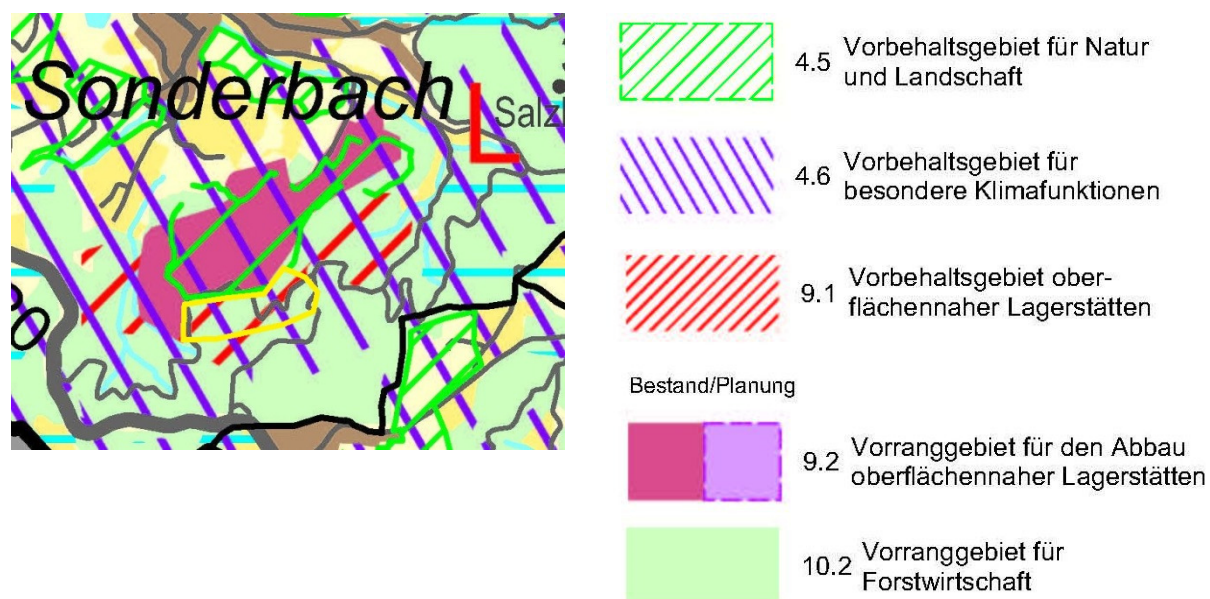 Sonderbach
Salz
4.5 Vorbehaltsgebiet für Natur
und Landschaft
4.6 Vorbehaltsgebiet für
besondere Klimafunktionen
9.1 Vorbehaltsgebiet ober-
flächennaher Lagerstätten
Bestand/Planung
9.2 Vorranggebiet für den Abbau
oberflächennaher Lagerstätten
10.2 Vorranggebiet für
Forstwirtschaft